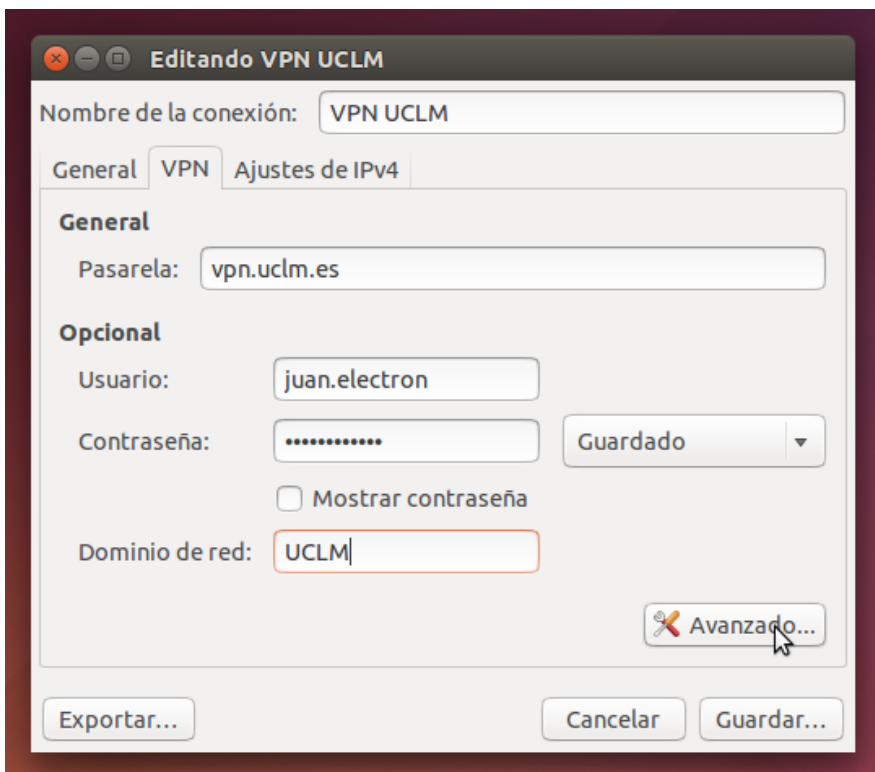 Editando VPN UCLM
Nombre de la conexión: VPN UCLM
General VPN Ajustes de IPv4
General
Pasarela: vpn.uclm.es
Opcional
Usuario: juan.electron
Contraseña: •••••••••••• Guardado
Mostrar contraseña
Dominio de red: UCLM
Avanzado...
Exportar... Cancelar Guardar...